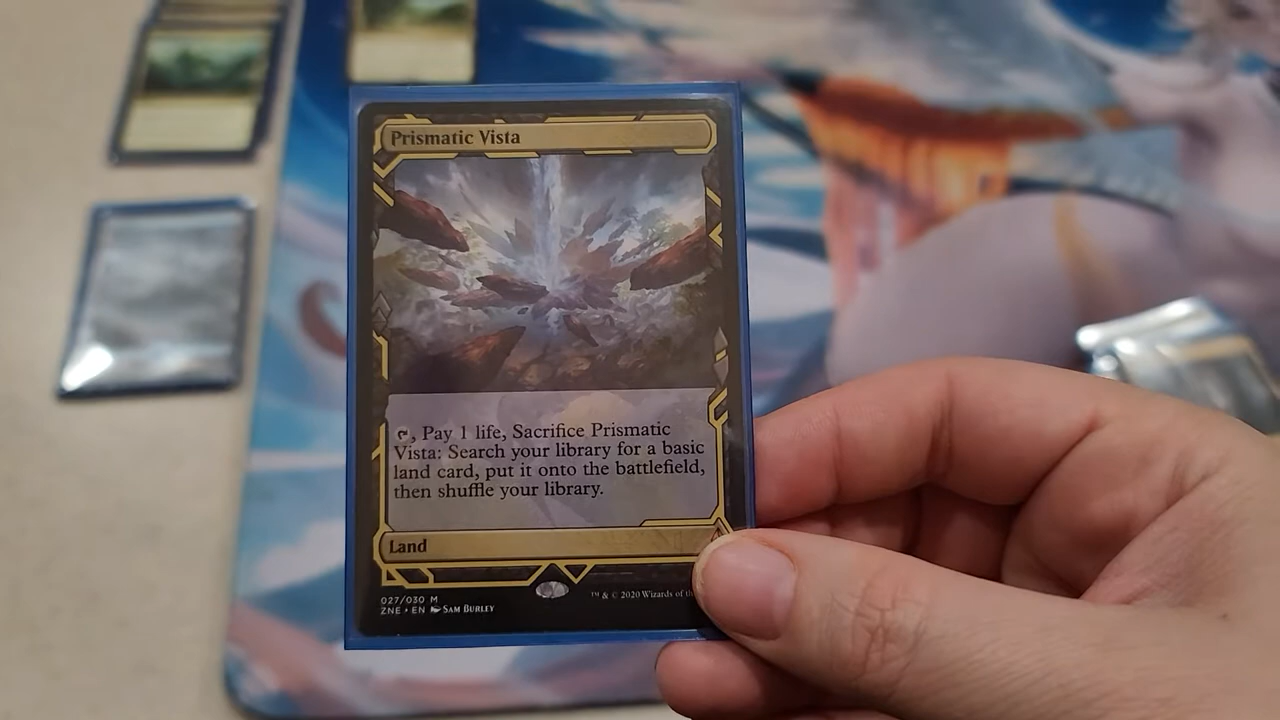 Prismatic Vista
, Pay 1 life, Sacrifice Prismatic
Vista: Search your library for a basic
land card, put it onto the battlefield,
then shuffle your library.
Land
027/030 M
ZNE • EN SAM BURLEY
™ & © 2020 Wizards of